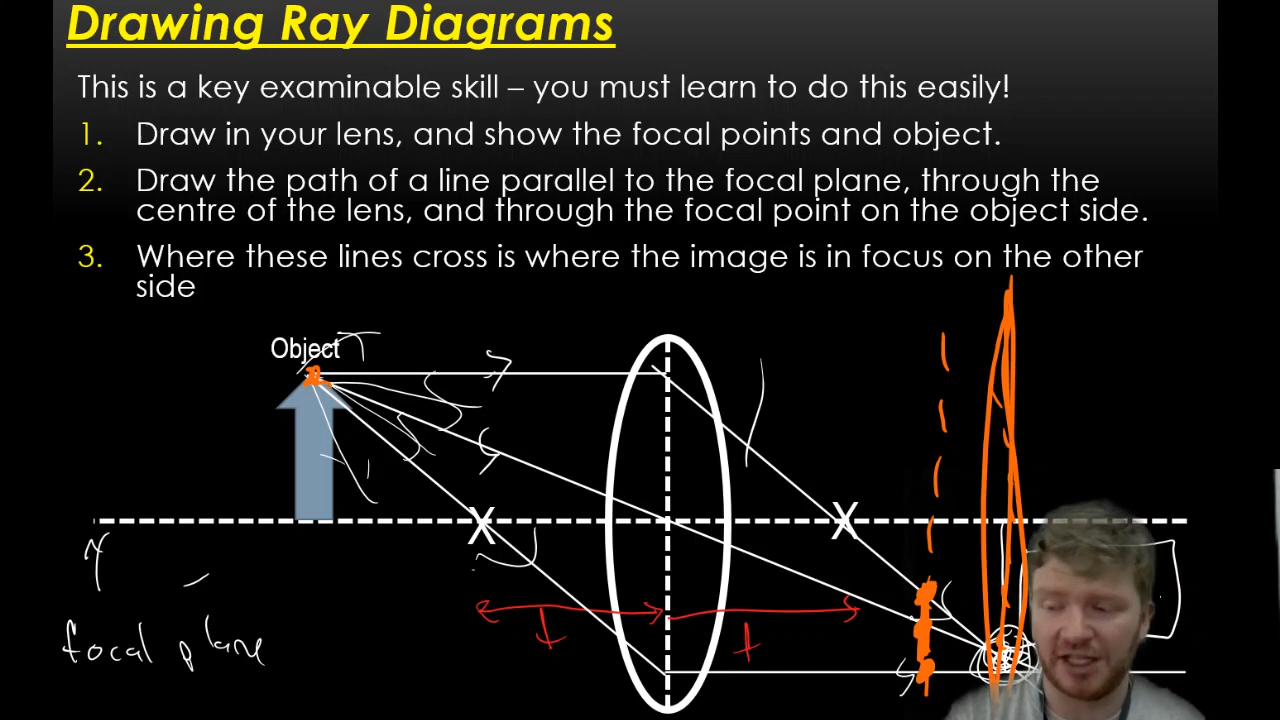 Drawing Ray Diagrams
This is a key examinable skill – you must learn to do this easily!
1. Draw in your lens, and show the focal points and object.
2. Draw the path of a line parallel to the focal plane, through the
centre of the lens, and through the focal point on the object side.
3. Where these lines cross is where the image is in focus on the other
side
Object
X X
f f
focal plane